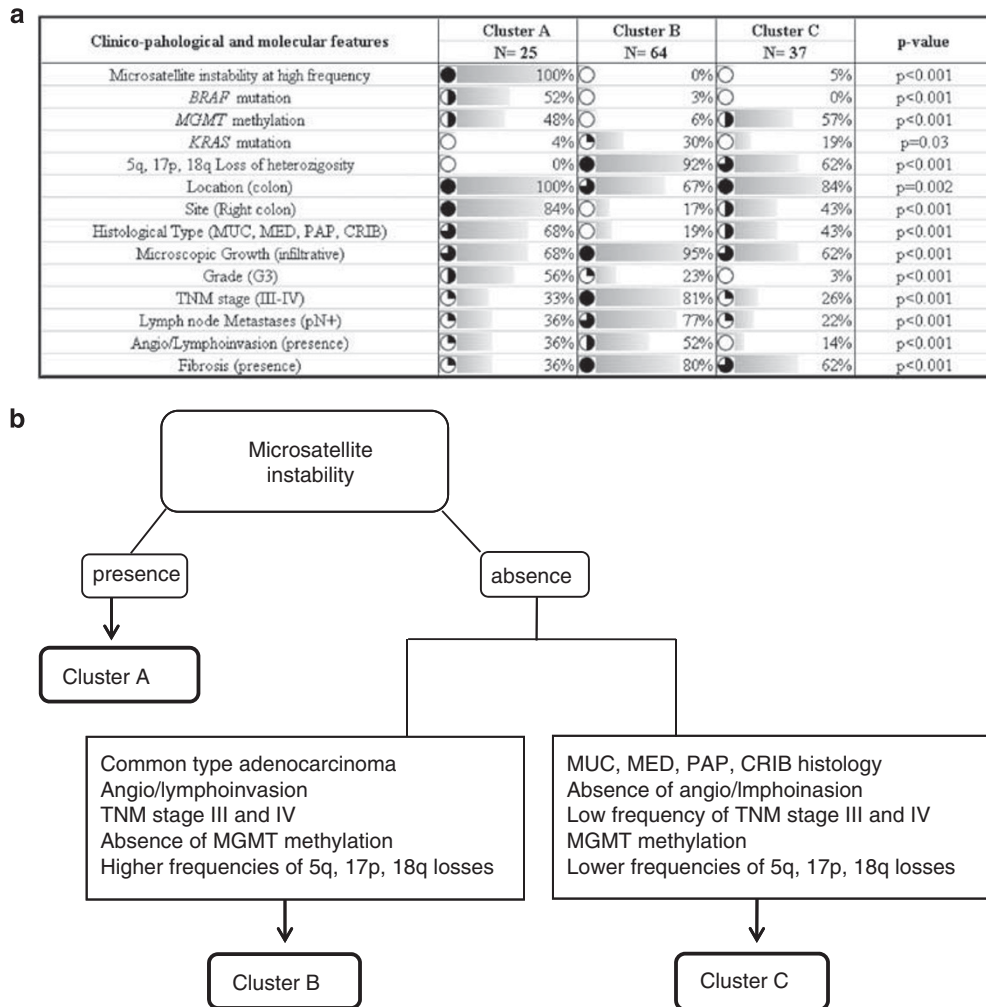 a
Clinico-pahological and molecular features Cluster A Cluster B Cluster C p-value
N= 25 N= 64 N= 37
Microsatellite instability at high frequency 100% 0% 5% p<0.001
BRAF mutation 52% 3% 0% p<0.001
MGMT methylation 48% 6% 57% p<0.001
KRAS mutation 4% 30% 19% p=0.03
5q, 17p, 18q Loss of heterozigosity 0% 92% 62% p<0.001
Location (colon) 100% 67% 84% p=0.002
Site (Right colon) 84% 17% 43% p<0.001
Histological Type (MUC, MED, PAP, CRIB) 68% 19% 43% p<0.001
Microscopic Growth (infiltrative) 68% 95% 62% p<0.001
Grade (G3) 56% 23% 3% p<0.001
TNM stage (III-IV) 33% 81% 26% p<0.001
Lymph node Metastases (pN+) 36% 77% 22% p<0.001
Angio/Lymphoinvasion (presence) 36% 52% 14% p<0.001
Fibrosis (presence) 36% 80% 62% p<0.001
b
Microsatellite
instability
presence
absence
Cluster A
Common type adenocarcinoma
Angio/lymphoinvasion
TNM stage III and IV
Absence of MGMT methylation
Higher frequencies of 5q, 17p, 18q losses
MUC, MED, PAP, CRIB histology
Absence of angio/lmphoinasion
Low frequency of TNM stage III and IV
MGMT methylation
Lower frequencies of 5q, 17p, 18q losses
Cluster B
Cluster C